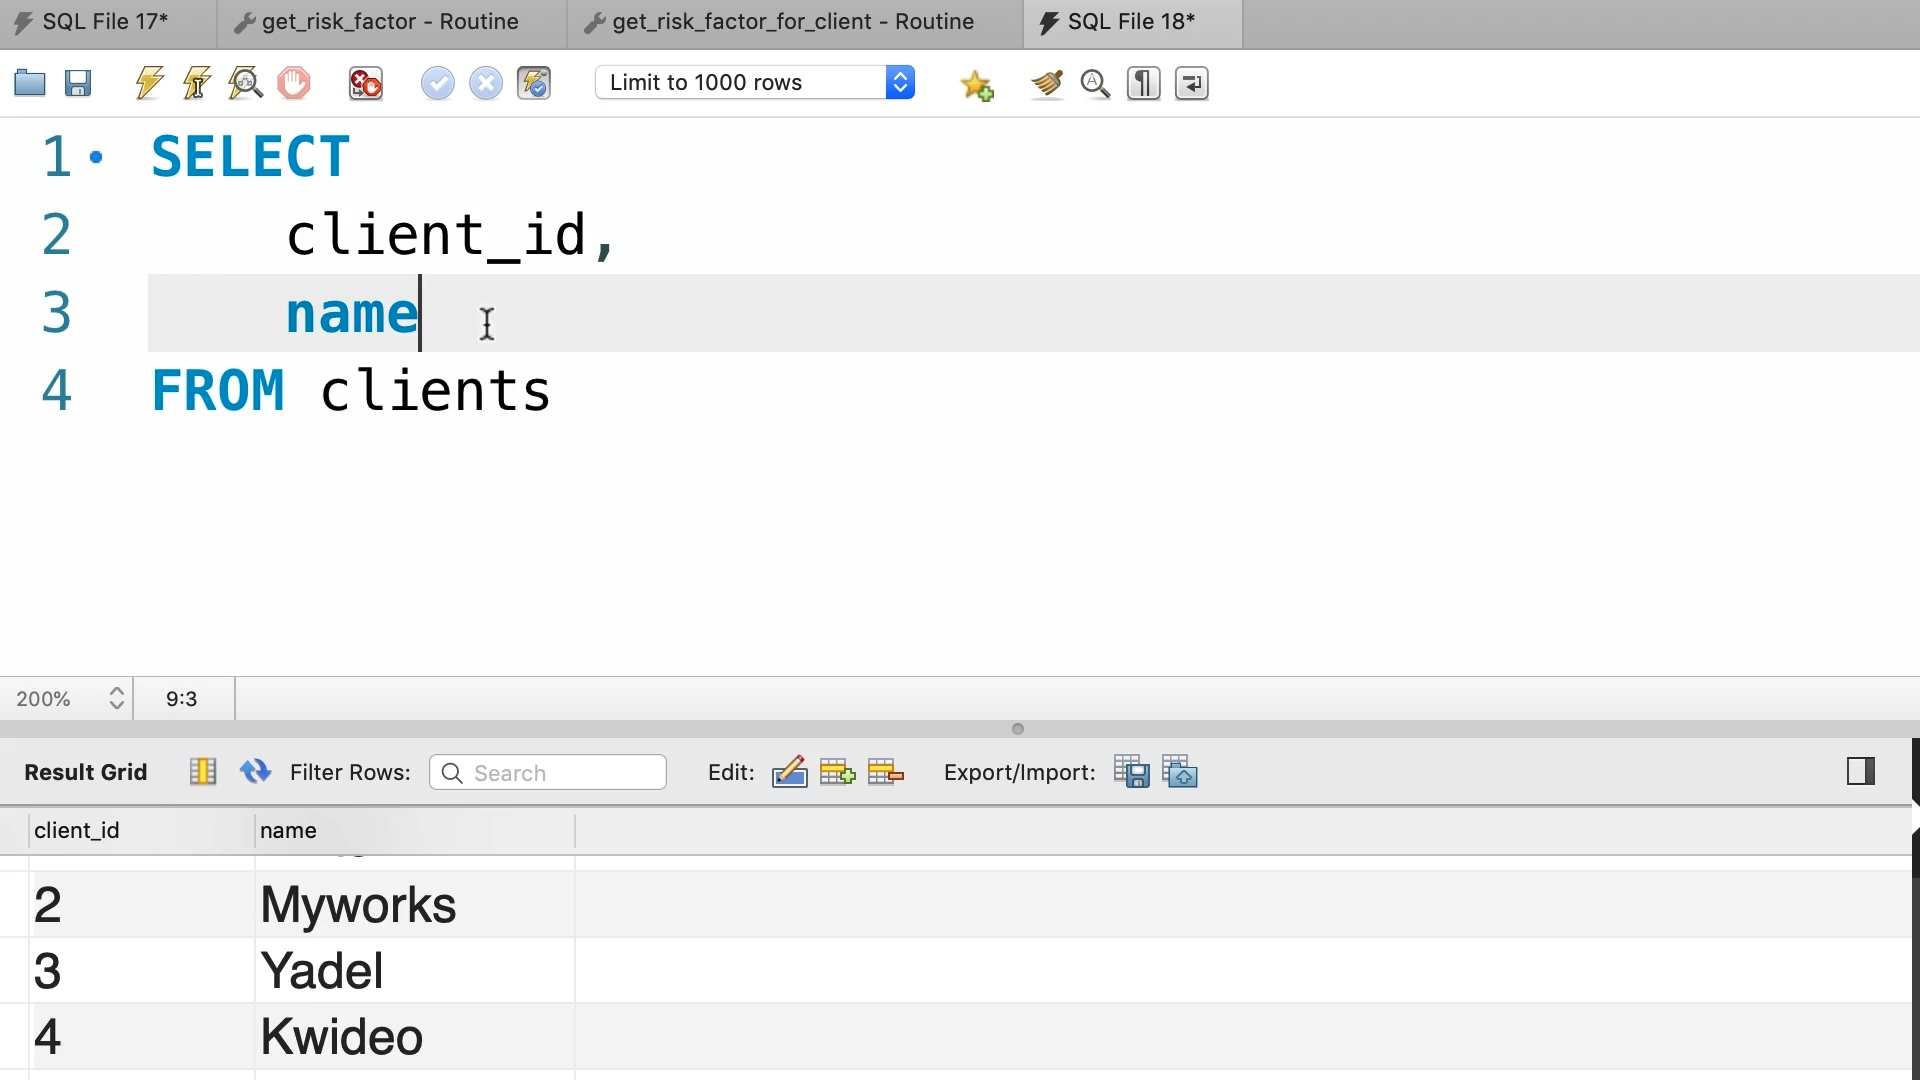 SQL File 17* get_risk_factor - Routine get_risk_factor_for_client - Routine SQL File 18*
Limit to 1000 rows
1 SELECT
2 client_id,
3 name
4 FROM clients
200% 9:3
Result Grid Filter Rows: Search Edit: Export/Import:
client_id name
2 Myworks
3 Yadel
4 Kwideo